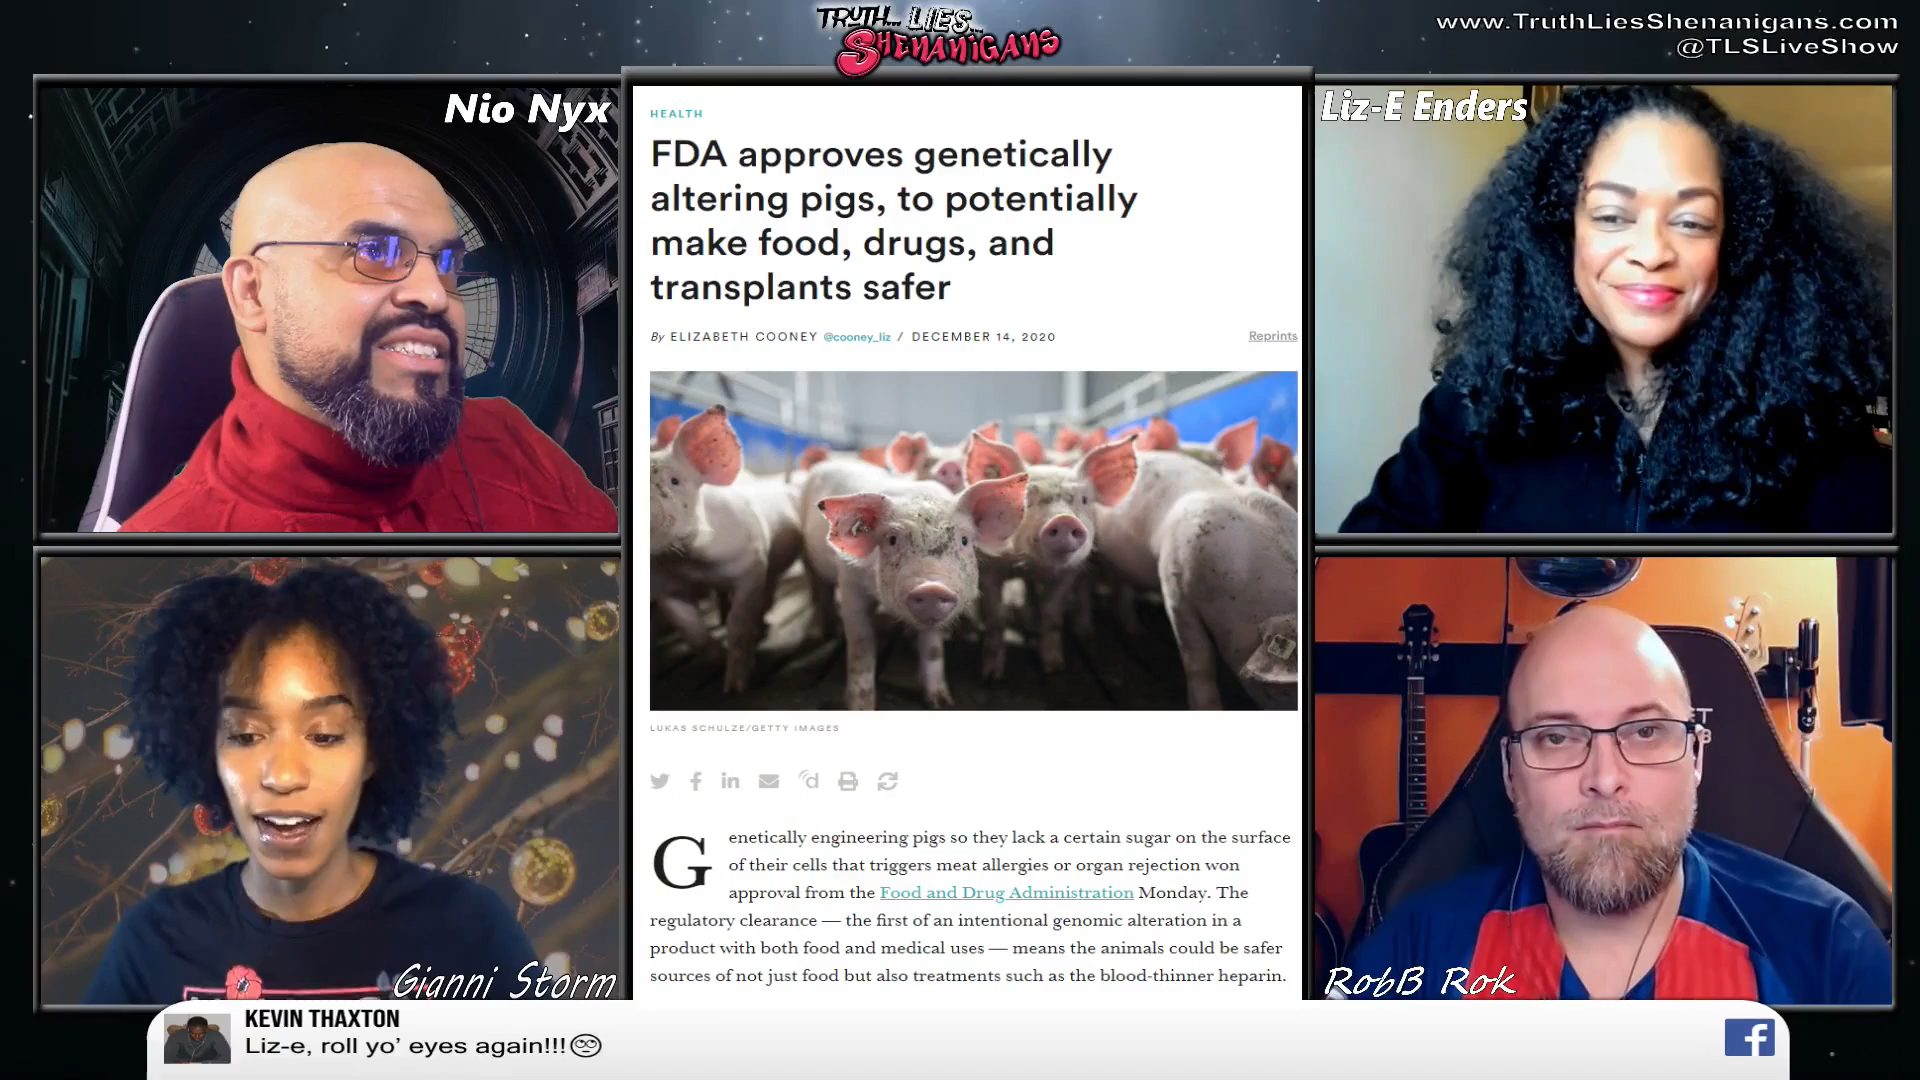 TRUTH... LIES...
SHENANIGANS
www.TruthLiesShenanigans.com
@TLSLiveShow
Nio Nyx
Liz-E Enders
HEALTH
FDA approves genetically
altering pigs, to potentially
make food, drugs, and
transplants safer
By ELIZABETH COONEY @cooney_liz / DECEMBER 14, 2020
Reprints
LUKAS SCHULZE/GETTY IMAGES
Genetically engineering pigs so they lack a certain sugar on the surface
of their cells that triggers meat allergies or organ rejection won
approval from the Food and Drug Administration Monday. The
regulatory clearance — the first of an intentional genomic alteration in a
product with both food and medical uses — means the animals could be safer
sources of not just food but also treatments such as the blood-thinner heparin.
Gianni Storm
RobB Rok
KEVIN THAXTON
Liz-e, roll yo' eyes again!!!🙄